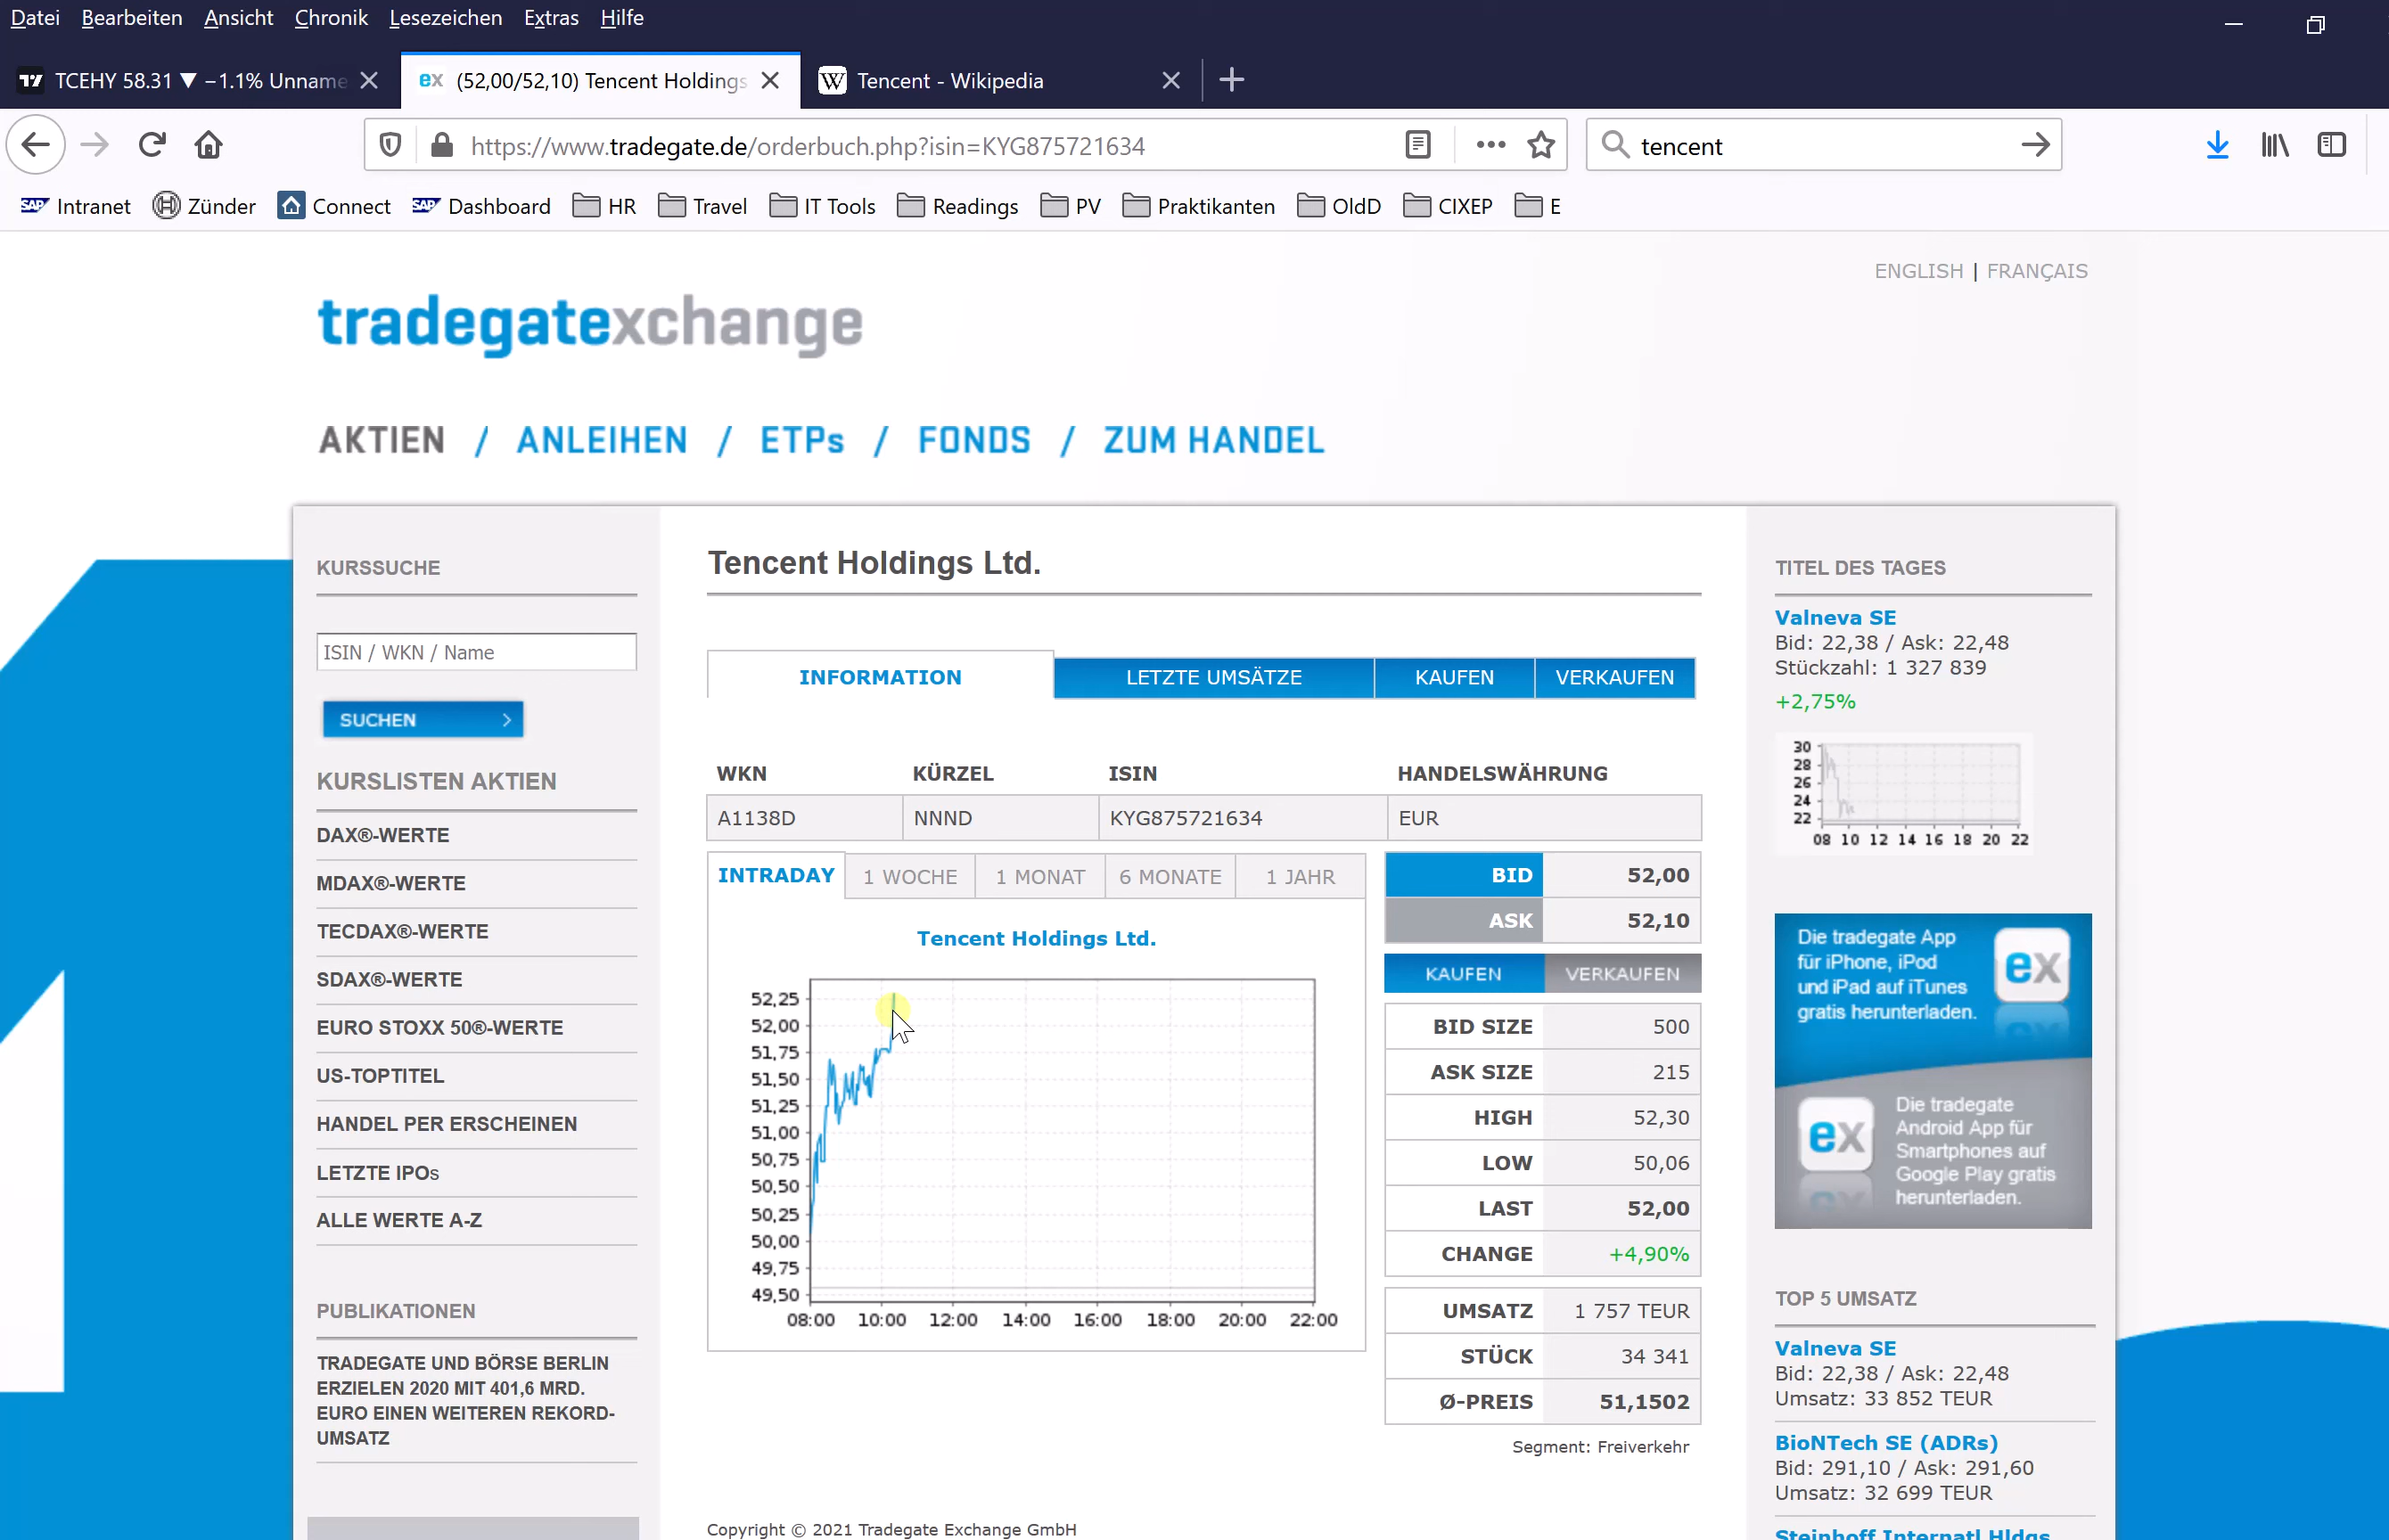 Datei Bearbeiten Ansicht Chronik Lesezeichen Extras Hilfe
TCEHY 58.31 ▼ −1.1% Unname
ex (52,00/52,10) Tencent Holdings
W Tencent - Wikipedia
https://www.tradegate.de/orderbuch.php?isin=KYG875721634
tencent
SAP Intranet Zünder Connect SAP Dashboard HR Travel IT Tools Readings PV Praktikanten OldD CIXEP E
ENGLISH | FRANÇAIS
tradegatexchange
AKTIEN / ANLEIHEN / ETPs / FONDS / ZUM HANDEL
KURSSUCHE
ISIN / WKN / Name
SUCHEN
KURSLISTEN AKTIEN
DAX®-WERTE
MDAX®-WERTE
TECDAX®-WERTE
SDAX®-WERTE
EURO STOXX 50®-WERTE
US-TOPTITEL
HANDEL PER ERSCHEINEN
LETZTE IPOs
ALLE WERTE A-Z
PUBLIKATIONEN
TRADEGATE UND BÖRSE BERLIN
ERZIELEN 2020 MIT 401,6 MRD.
EURO EINEN WEITEREN REKORD-
UMSATZ
Tencent Holdings Ltd.
INFORMATION LETZTE UMSÄTZE KAUFEN VERKAUFEN
WKN KÜRZEL ISIN HANDELSWÄHRUNG
A1138D NNND KYG875721634 EUR
INTRADAY 1 WOCHE 1 MONAT 6 MONATE 1 JAHR
Tencent Holdings Ltd.
52,25
52,00
51,75
51,50
51,25
51,00
50,75
50,50
50,25
50,00
49,75
49,50
08:00 10:00 12:00 14:00 16:00 18:00 20:00 22:00
BID 52,00
ASK 52,10
KAUFEN VERKAUFEN
BID SIZE 500
ASK SIZE 215
HIGH 52,30
LOW 50,06
LAST 52,00
CHANGE +4,90%
UMSATZ 1 757 TEUR
STÜCK 34 341
Ø-PREIS 51,1502
Segment: Freiverkehr
Copyright © 2021 Tradegate Exchange GmbH
TITEL DES TAGES
Valneva SE
Bid: 22,38 / Ask: 22,48
Stückzahl: 1 327 839
+2,75%
30
28
26
24
22
08 10 12 14 16 18 20 22
Die tradegate App
für iPhone, iPod
und iPad auf iTunes
gratis herunterladen.
ex
ex
Die tradegate
Android App für
Smartphones auf
Google Play gratis
herunterladen.
TOP 5 UMSATZ
Valneva SE
Bid: 22,38 / Ask: 22,48
Umsatz: 33 852 TEUR
BioNTech SE (ADRs)
Bid: 291,10 / Ask: 291,60
Umsatz: 32 699 TEUR
Steinhoff Internatl Hldgs